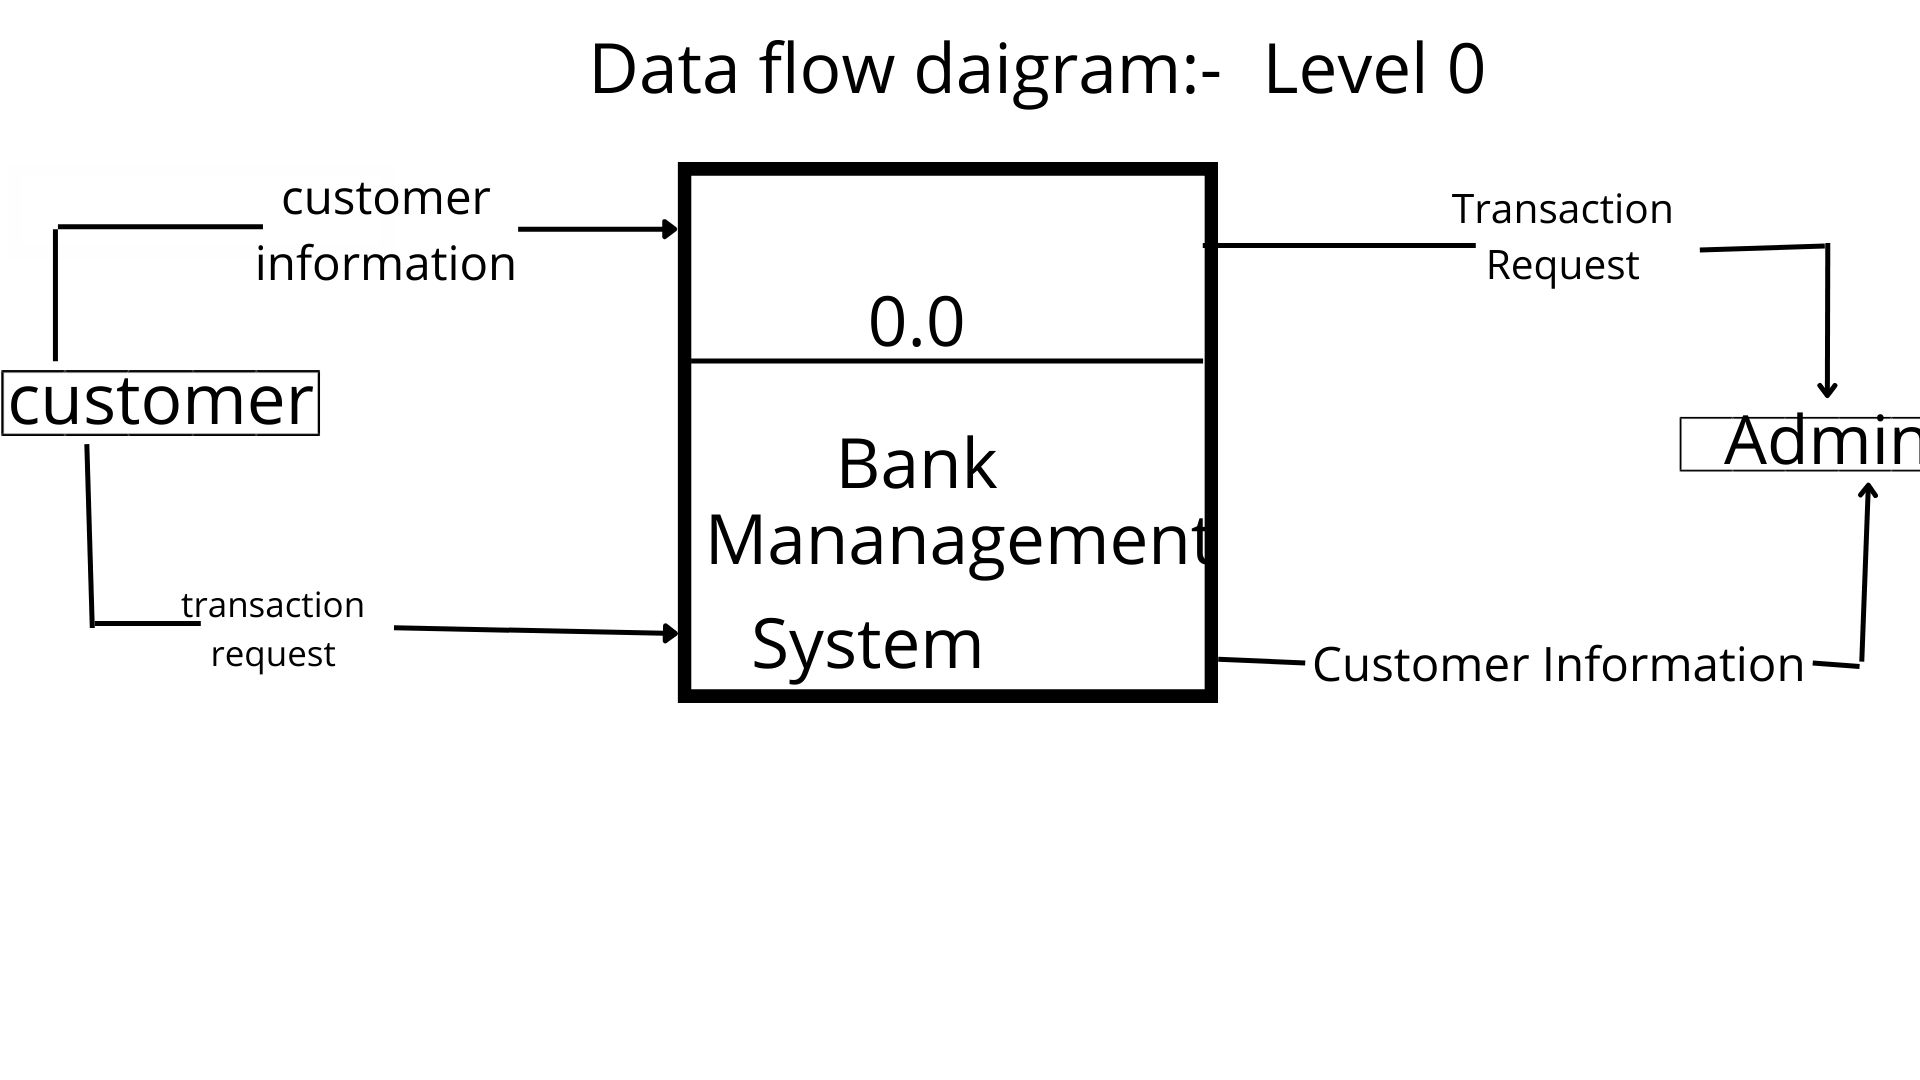 Data flow daigram:-  Level 0
customer
information
Transaction
Request
0.0
customer
Admin
Bank
Mananagement
System
transaction
request
Customer Information